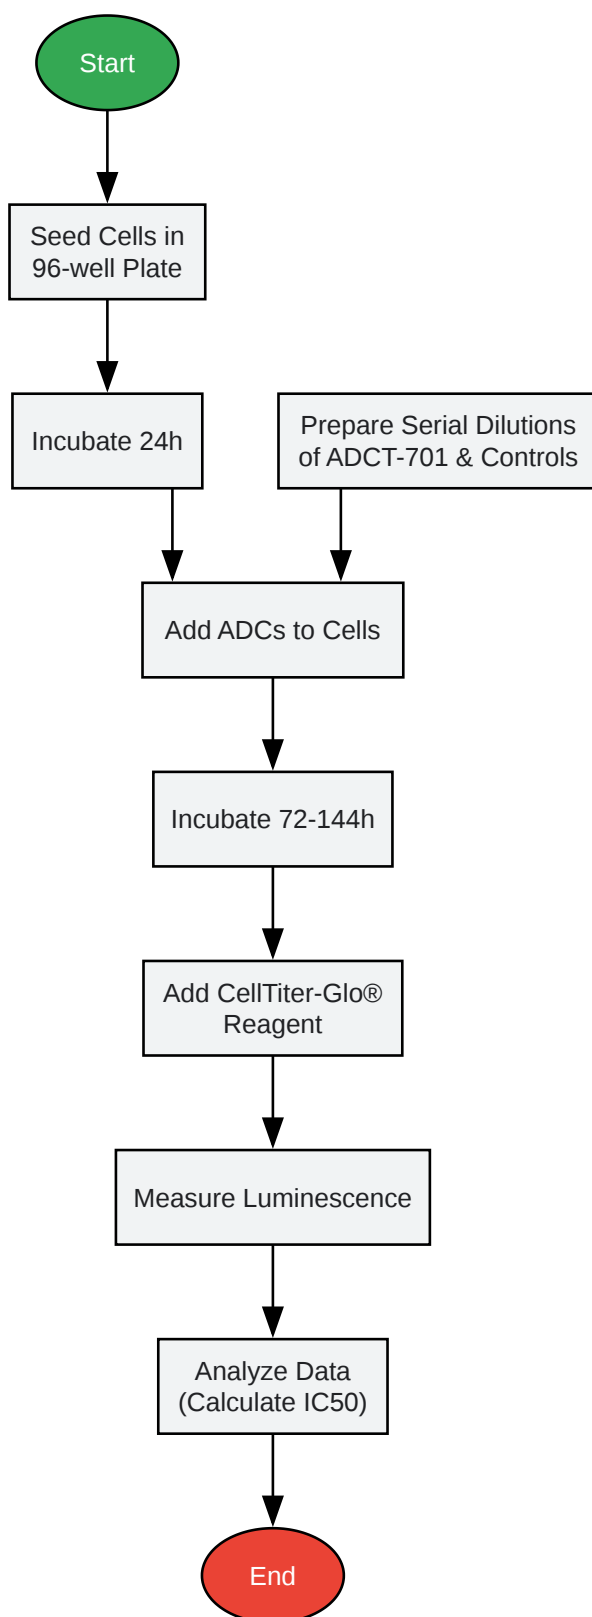 Start
Seed Cells in
96-well Plate
Incubate 24h
Prepare Serial Dilutions
of ADCT-701 & Controls
Add ADCs to Cells
Incubate 72-144h
Add CellTiter-Glo®
Reagent
Measure Luminescence
Analyze Data
(Calculate IC50)
End